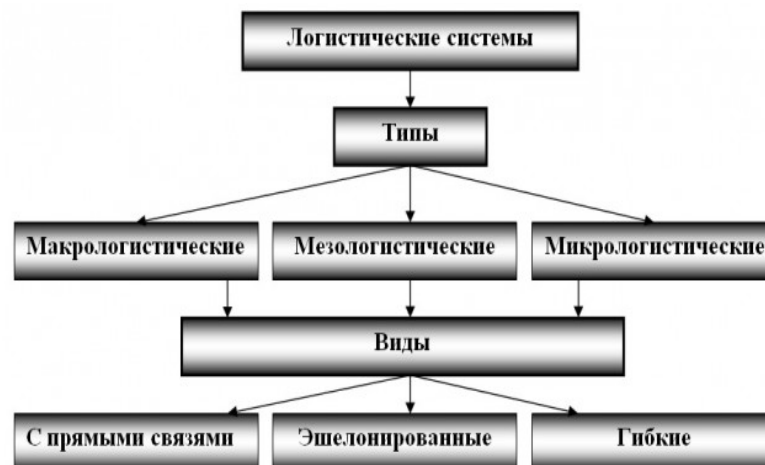 Логистические системы
Типы
Макрологистические
Мезологистические
Микрологистические
Виды
С прямыми связями
Эшелонированные
Гибкие